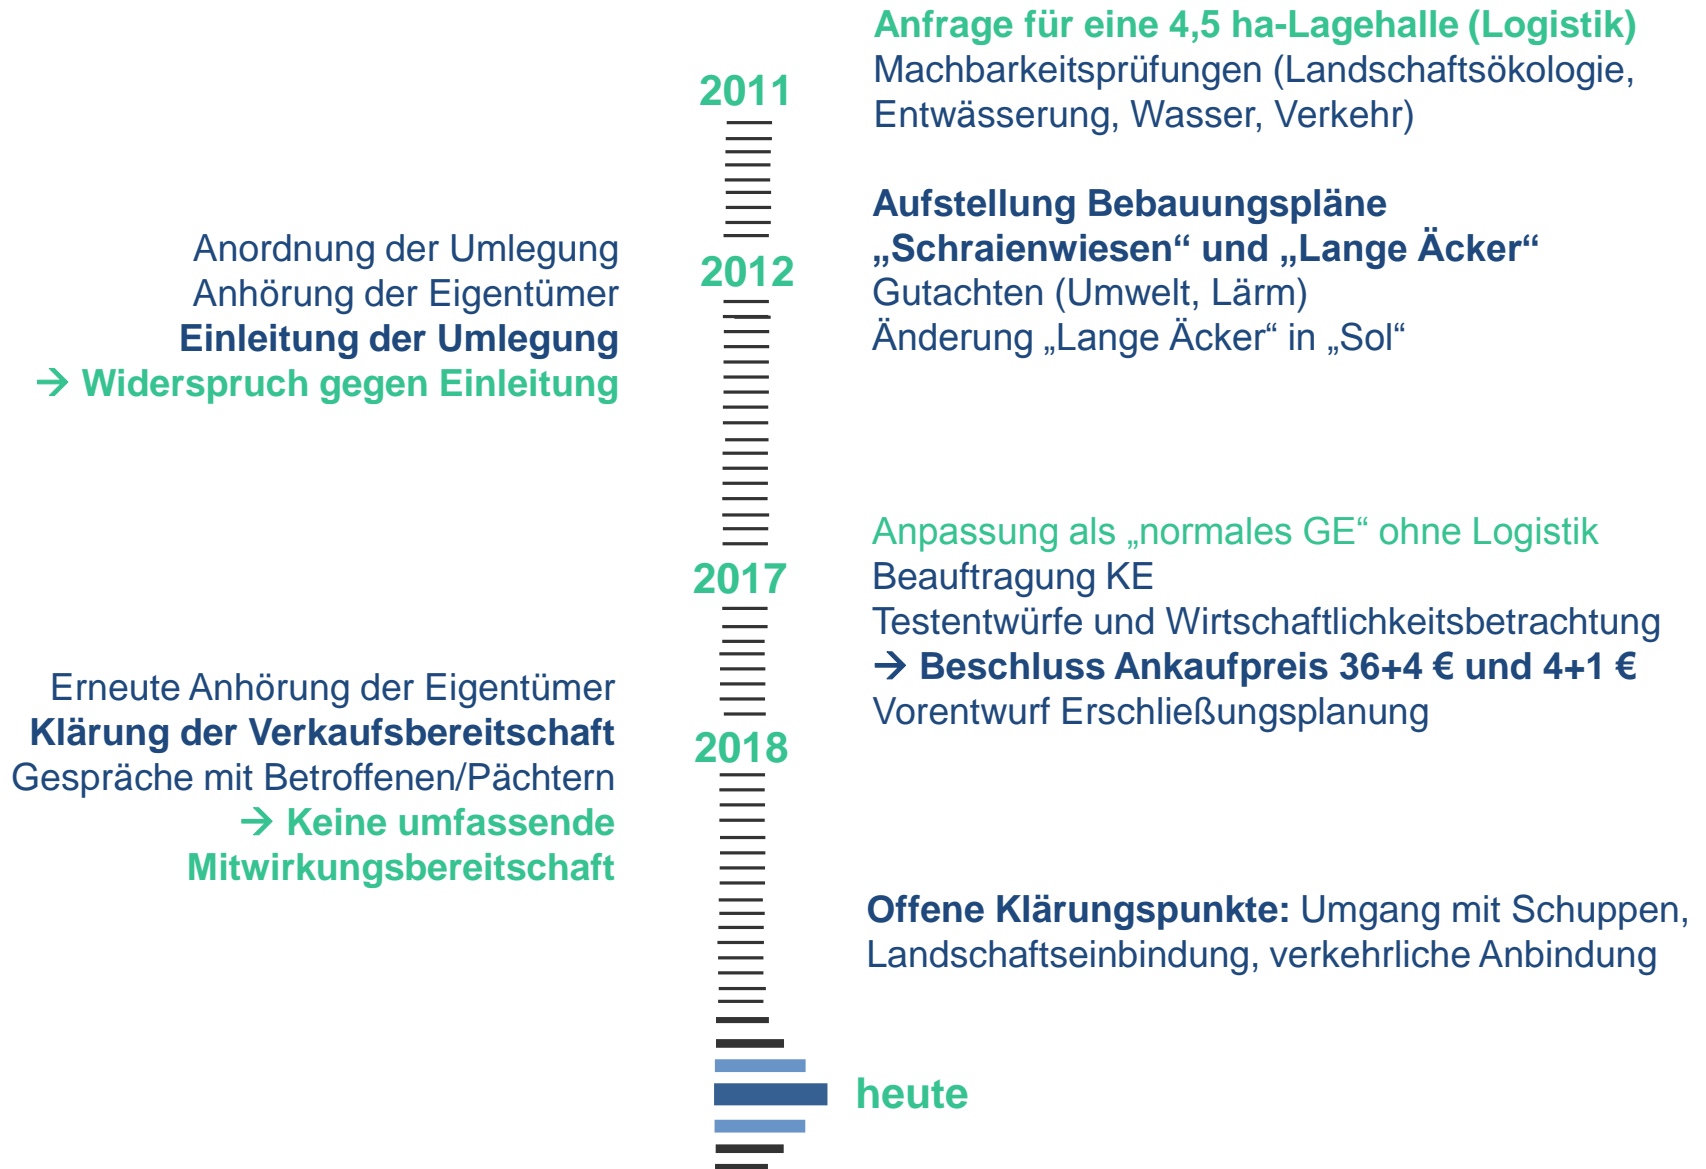 Anfrage für eine 4,5 ha-Lagehalle (Logistik)
Machbarkeitsprüfungen (Landschaftsökologie,
Entwässerung, Wasser, Verkehr)
2011
Aufstellung Bebauungspläne
„Schraienwiesen“ und „Lange Äcker“
Gutachten (Umwelt, Lärm)
Änderung „Lange Äcker“ in „Sol“
2012
Anordnung der Umlegung
Anhörung der Eigentümer
Einleitung der Umlegung
→ Widerspruch gegen Einleitung
Anpassung als „normales GE“ ohne Logistik
Beauftragung KE
Testentwürfe und Wirtschaftlichkeitsbetrachtung
→ Beschluss Ankaufpreis 36+4 € und 4+1 €
Vorentwurf Erschließungsplanung
2017
Erneute Anhörung der Eigentümer
Klärung der Verkaufsbereitschaft
Gespräche mit Betroffenen/Pächtern
→ Keine umfassende
Mitwirkungsbereitschaft
2018
Offene Klärungspunkte: Umgang mit Schuppen,
Landschaftseinbindung, verkehrliche Anbindung
heute